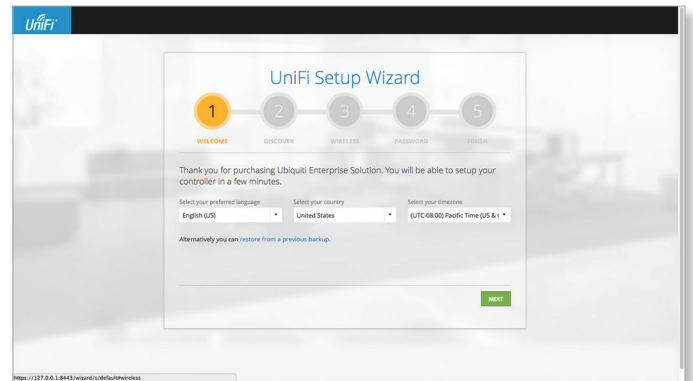 UniFi
UniFi Setup Wizard
1 2 3 4 5
WELCOME DISCOVER WIRELESS PASSWORD FINISH
Thank you for purchasing Ubiquiti Enterprise Solution. You will be able to setup your
controller in a few minutes.
Select your preferred language Select your country Select your timezone
English (US) United States (UTC-08:00) Pacific Time (US &
Alternatively you can restore from a previous backup.
NEXT
https://127.0.0.1:8443/wizard/s/default#wireless